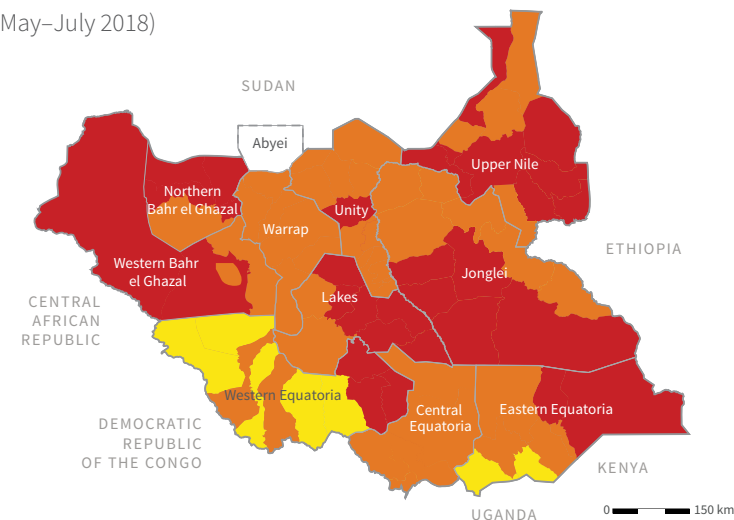 May–July 2018)
SUDAN
Abyei
Upper Nile
Northern
Bahr el Ghazal
Unity
Warrap
ETHIOPIA
Western Bahr
el Ghazal
Jonglei
Lakes
CENTRAL
AFRICAN
REPUBLIC
Western Equatoria
Central
Equatoria
Eastern Equatoria
DEMOCRATIC
REPUBLIC
OF THE CONGO
KENYA
UGANDA
0 150 km